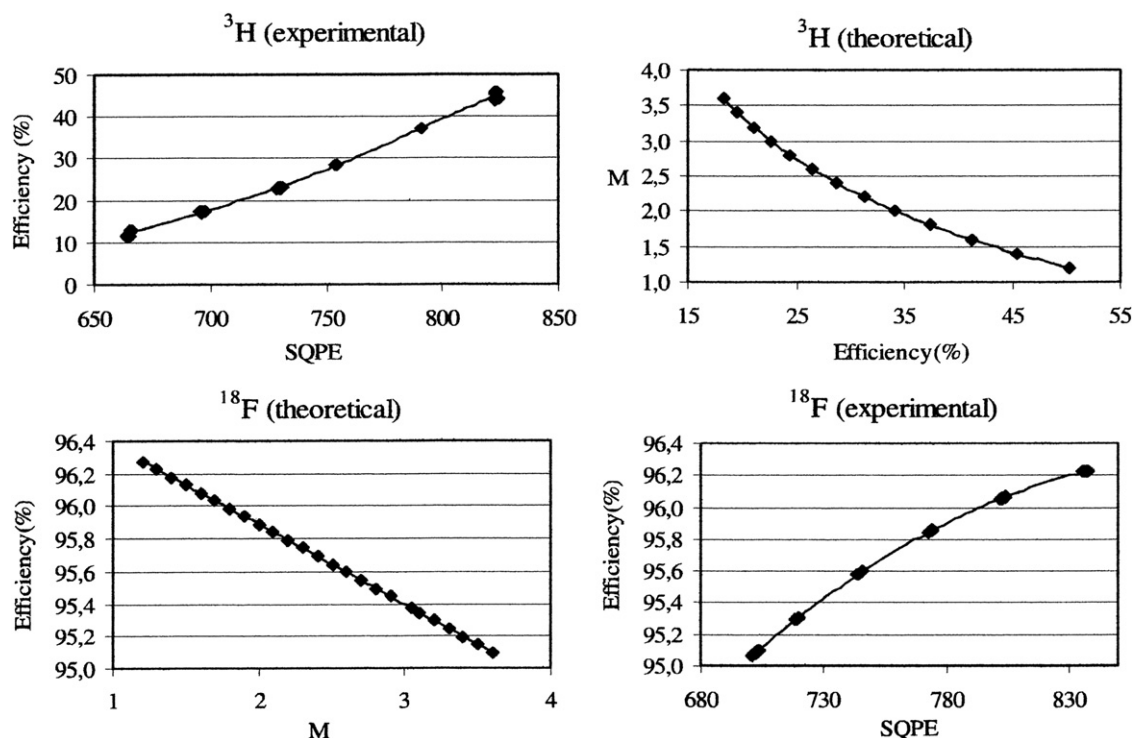 ³H (experimental)
50
40
30
20
10
0
Efficiency (%)
650 700 750 800 850
SQPE
³H (theoretical)
4,0
3,5
3,0
2,5
2,0
1,5
1,0
M
15 25 35 45 55
Efficiency(%)
¹⁸F (theoretical)
96,4
96,2
96,0
95,8
95,6
95,4
95,2
95,0
Efficiency(%)
1 2 3 4
M
¹⁸F (experimental)
96,4
96,2
96,0
95,8
95,6
95,4
95,2
95,0
Efficiency(%)
680 730 780 830
SQPE